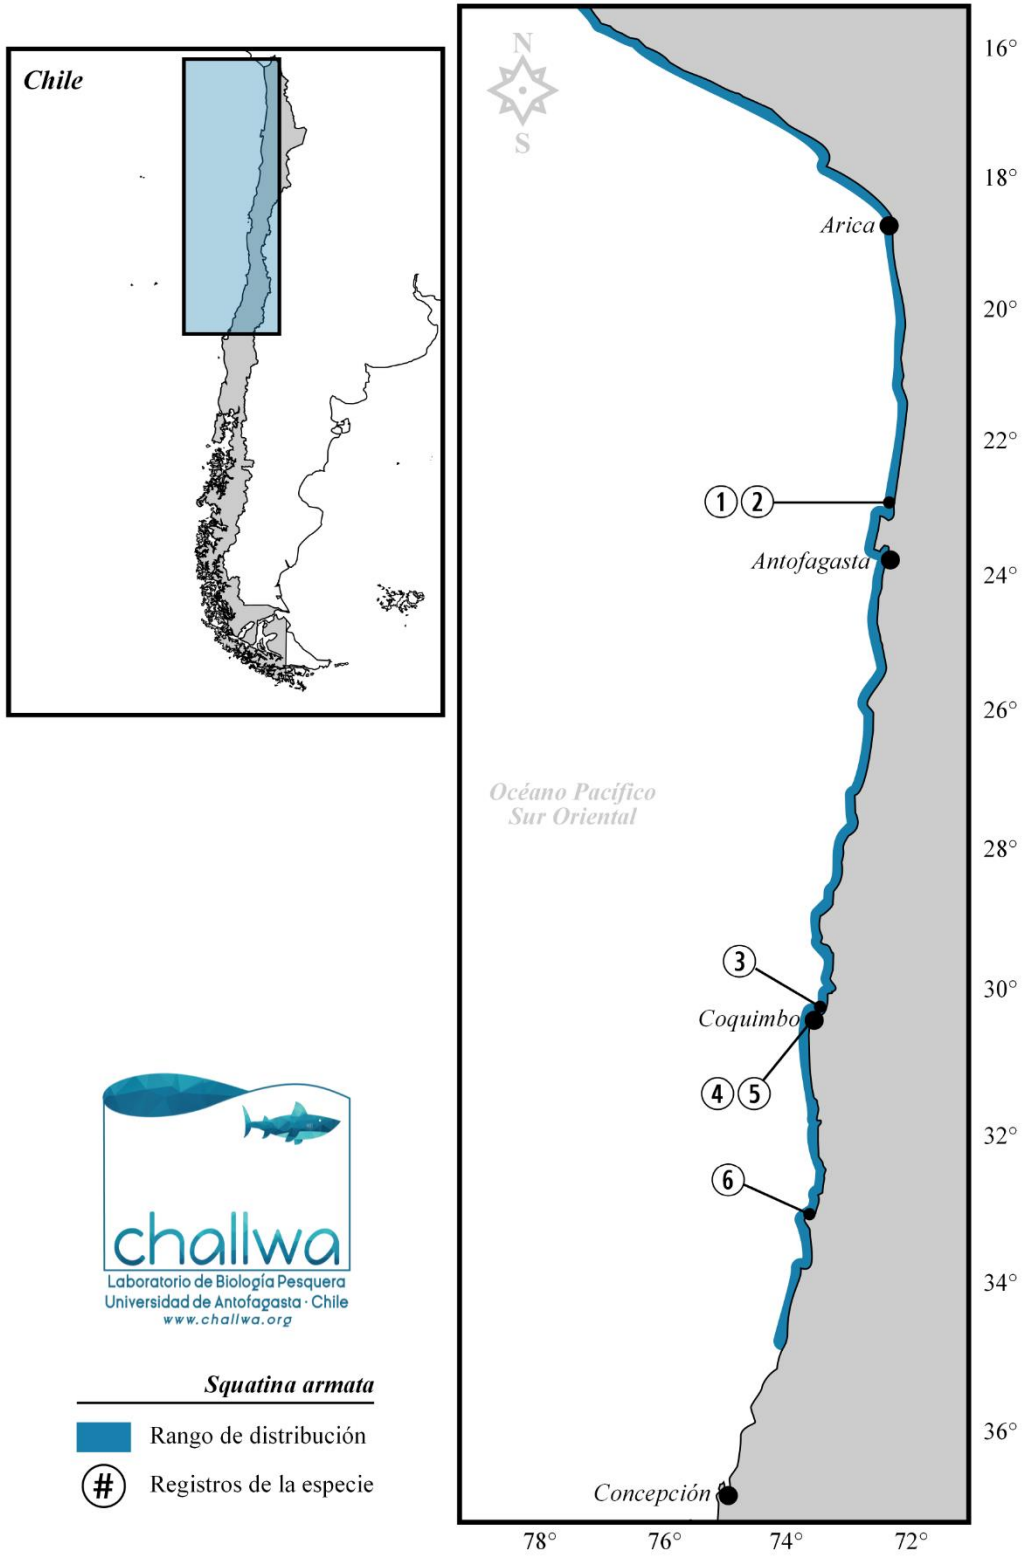 Chile
N
S
16°
18°
Arica
20°
22°
1 2
Antofagasta
24°
26°
Océano Pacífico
Sur Oriental
28°
3
30°
Coquimbo
4 5
32°
6
34°
36°
Concepción
78° 76° 74° 72°
challwa
Laboratorio de Biología Pesquera
Universidad de Antofagasta · Chile
www.challwa.org
Squatina armata
Rango de distribución
# Registros de la especie